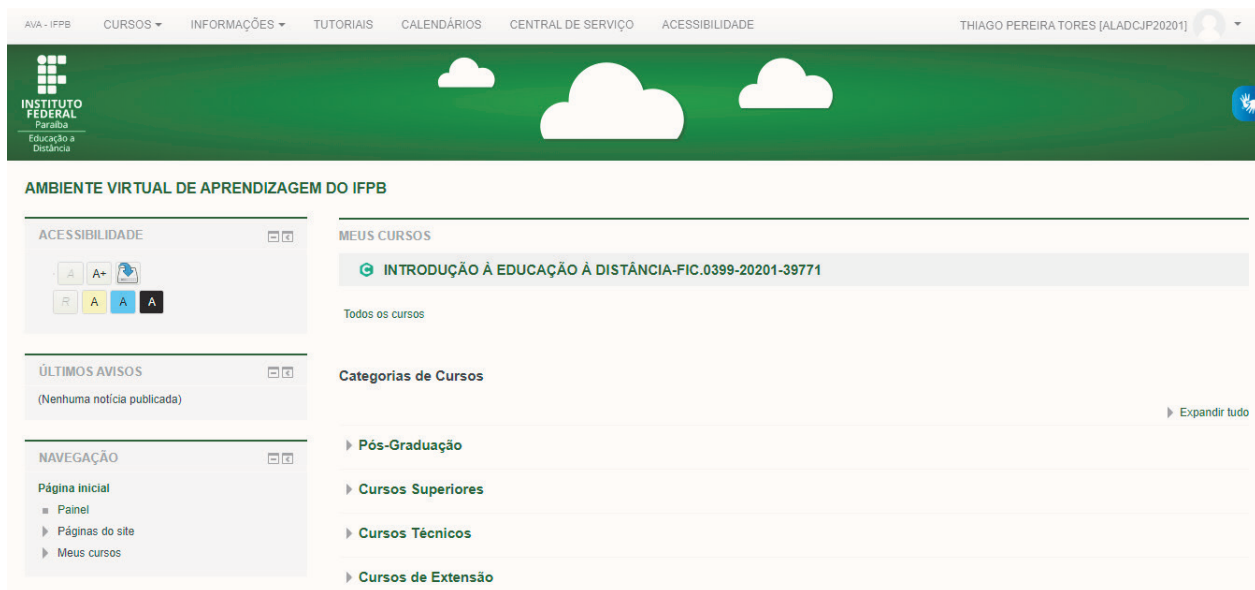 AVA - IFPB CURSOS INFORMAÇÕES TUTORIAIS CALENDÁRIOS CENTRAL DE SERVIÇO ACESSIBILIDADE THIAGO PEREIRA TORES [ALADCJP20201]
INSTITUTO
FEDERAL
Paraíba
Educação a
Distância
AMBIENTE VIRTUAL DE APRENDIZAGEM DO IFPB
ACESSIBILIDADE
A A+
R A A A
ÚLTIMOS AVISOS
(Nenhuma notícia publicada)
NAVEGAÇÃO
Página inicial
Painel
Páginas do site
Meus cursos
MEUS CURSOS
C INTRODUÇÃO À EDUCAÇÃO À DISTÂNCIA-FIC.0399-20201-39771
Todos os cursos
Categorias de Cursos
Expandir tudo
Pós-Graduação
Cursos Superiores
Cursos Técnicos
Cursos de Extensão